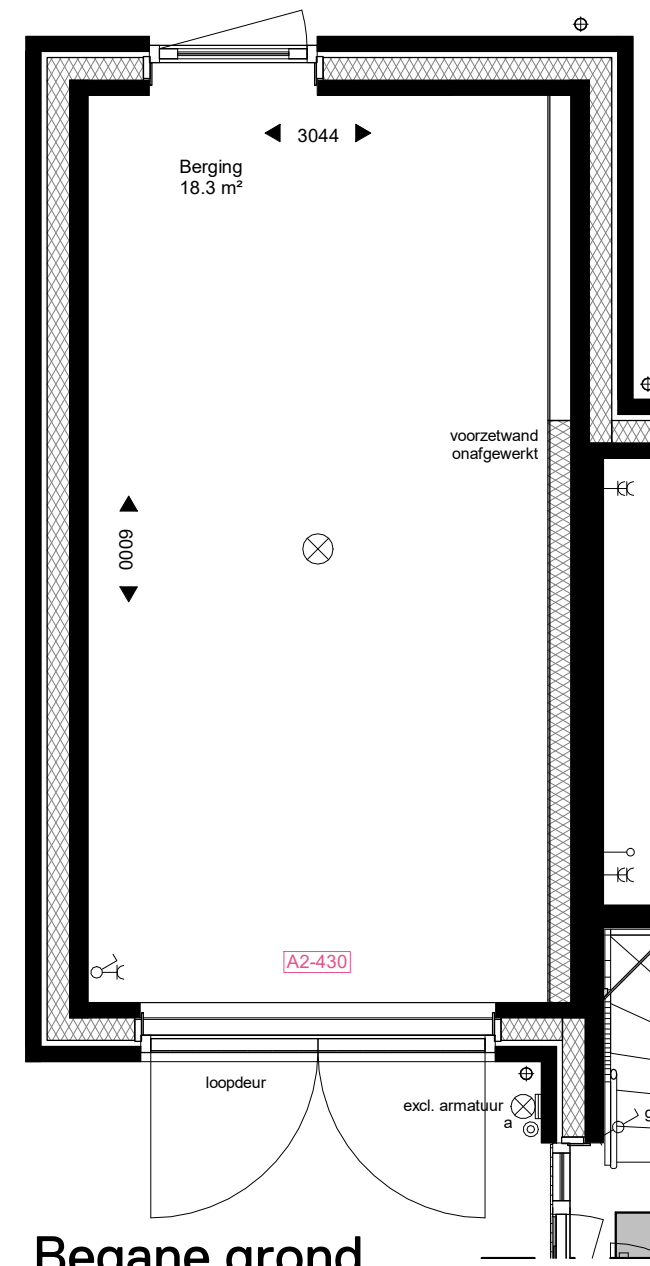 3044
Berging
18.3 m²
voorzetwand
onafgewerkt
6000
A2-430
loopdeur
excl. armatuur
a
g
Begane grond